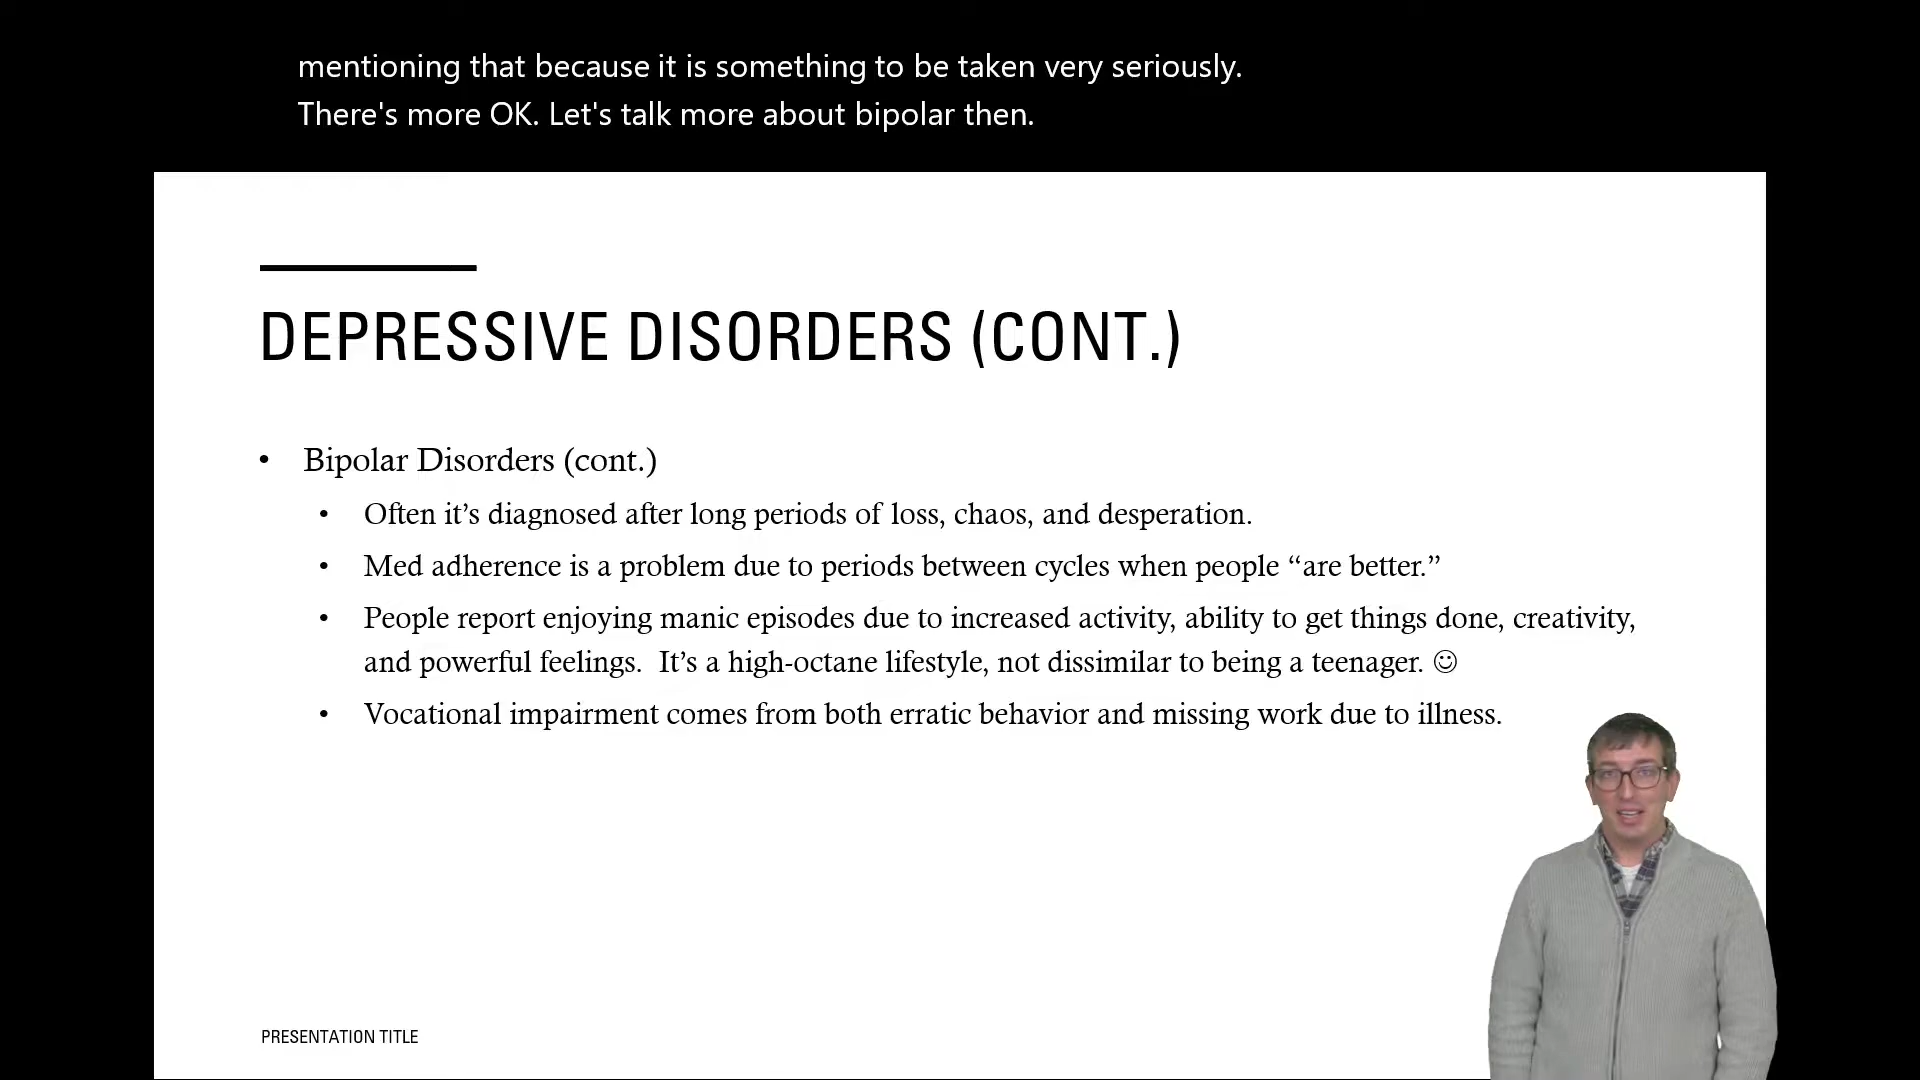 mentioning that because it is something to be taken very seriously.
There's more OK. Let's talk more about bipolar then.
DEPRESSIVE DISORDERS (CONT.)
• Bipolar Disorders (cont.)
• Often it’s diagnosed after long periods of loss, chaos, and desperation.
• Med adherence is a problem due to periods between cycles when people “are better.”
• People report enjoying manic episodes due to increased activity, ability to get things done, creativity,
and powerful feelings.  It’s a high-octane lifestyle, not dissimilar to being a teenager. ☺
• Vocational impairment comes from both erratic behavior and missing work due to illness.
PRESENTATION TITLE